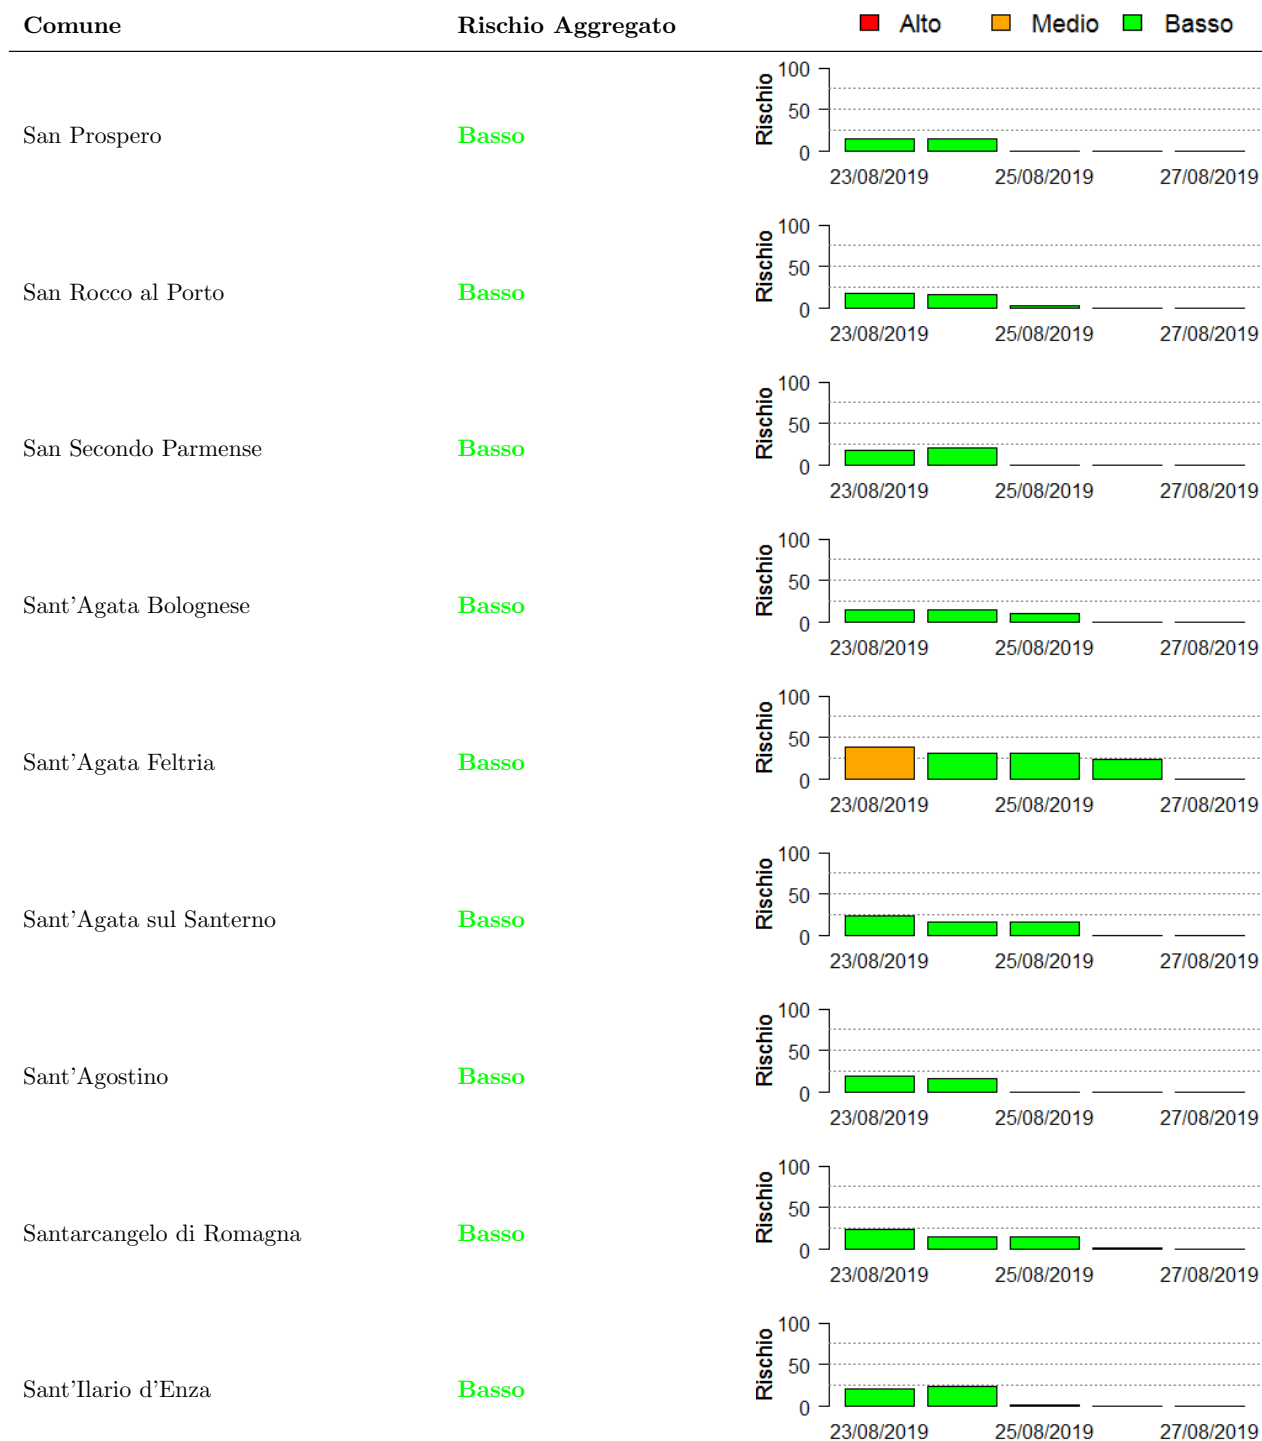 Comune Rischio Aggregato Alto Medio Basso
100
50
0
Rischio
San Prospero Basso
23/08/2019 25/08/2019 27/08/2019
100
50
0
Rischio
San Rocco al Porto Basso
23/08/2019 25/08/2019 27/08/2019
100
50
0
Rischio
San Secondo Parmense Basso
23/08/2019 25/08/2019 27/08/2019
100
50
0
Rischio
Sant'Agata Bolognese Basso
23/08/2019 25/08/2019 27/08/2019
100
50
0
Rischio
Sant'Agata Feltria Basso
23/08/2019 25/08/2019 27/08/2019
100
50
0
Rischio
Sant'Agata sul Santerno Basso
23/08/2019 25/08/2019 27/08/2019
100
50
0
Rischio
Sant'Agostino Basso
23/08/2019 25/08/2019 27/08/2019
100
50
0
Rischio
Santarcangelo di Romagna Basso
23/08/2019 25/08/2019 27/08/2019
100
50
0
Rischio
Sant'Ilario d'Enza Basso
23/08/2019 25/08/2019 27/08/2019